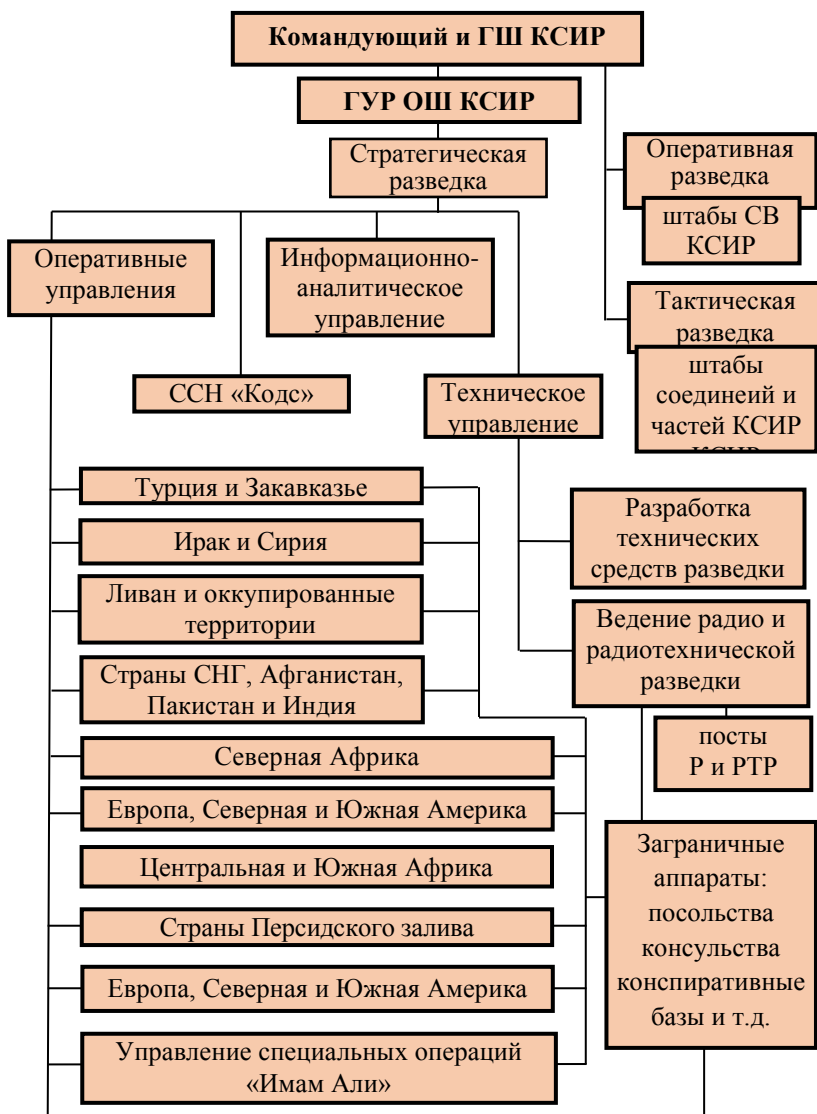 Командующий и ГШ КСИР
ГУР ОШ КСИР
Стратегическая
разведка
Оперативная
разведка
штабы СВ
КСИР
Тактическая
разведка
штабы
соединеий и
частей КСИР
КСИР
Оперативные
управления
Информационно-
аналитическое
управление
ССН «Кодс»
Техническое
управление
Турция и Закавказье
Ирак и Сирия
Ливан и оккупированные
территории
Страны СНГ, Афганистан,
Пакистан и Индия
Северная Африка
Европа, Северная и Южная Америка
Центральная и Южная Африка
Страны Персидского залива
Европа, Северная и Южная Америка
Управление специальных операций
«Имам Али»
Разработка
технических
средств разведки
Ведение радио и
радиотехнической
разведки
посты
Р и РТР
Заграничные
аппараты:
посольства
консульства
конспиративные
базы и т.д.